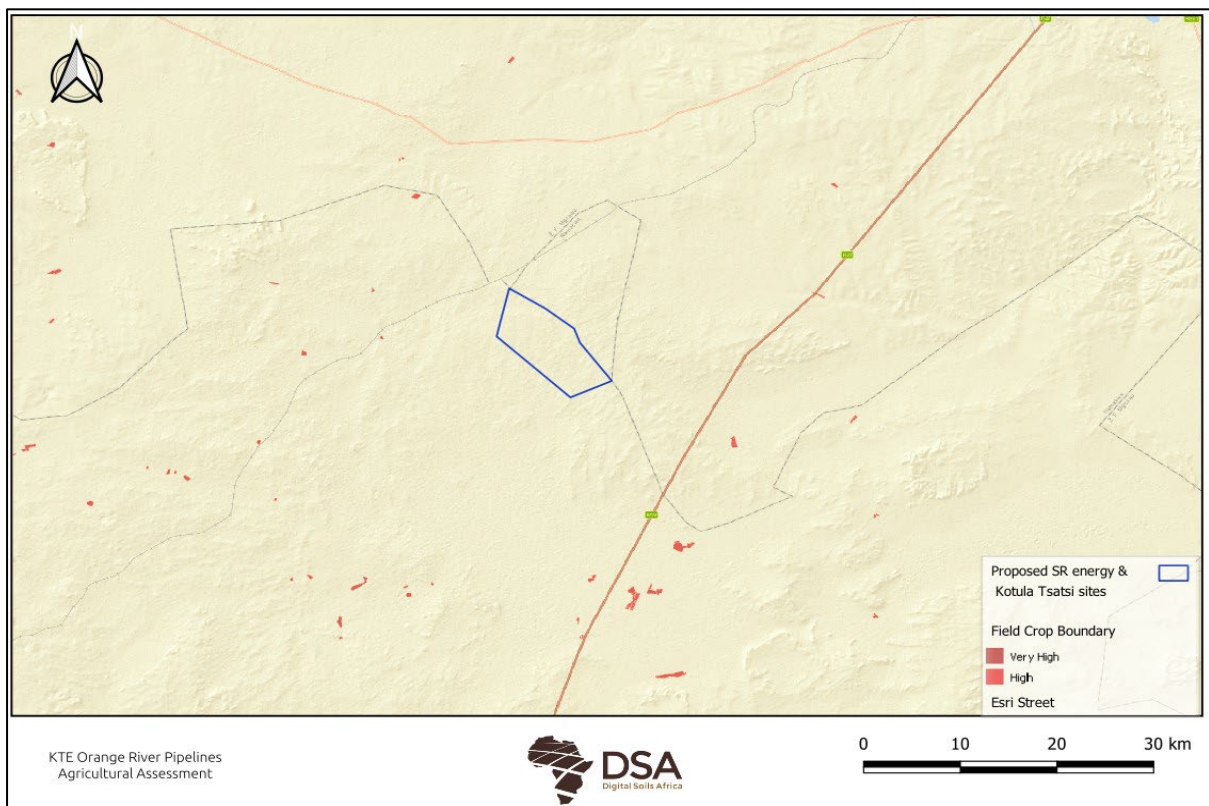 N
Proposed SR energy &
Kotula Tsatsi sites
Field Crop Boundary
Very High
High
Esri Street
KTE Orange River Pipelines
Agricultural Assessment
DSA
Digital Soils Africa
0 10 20 30 km